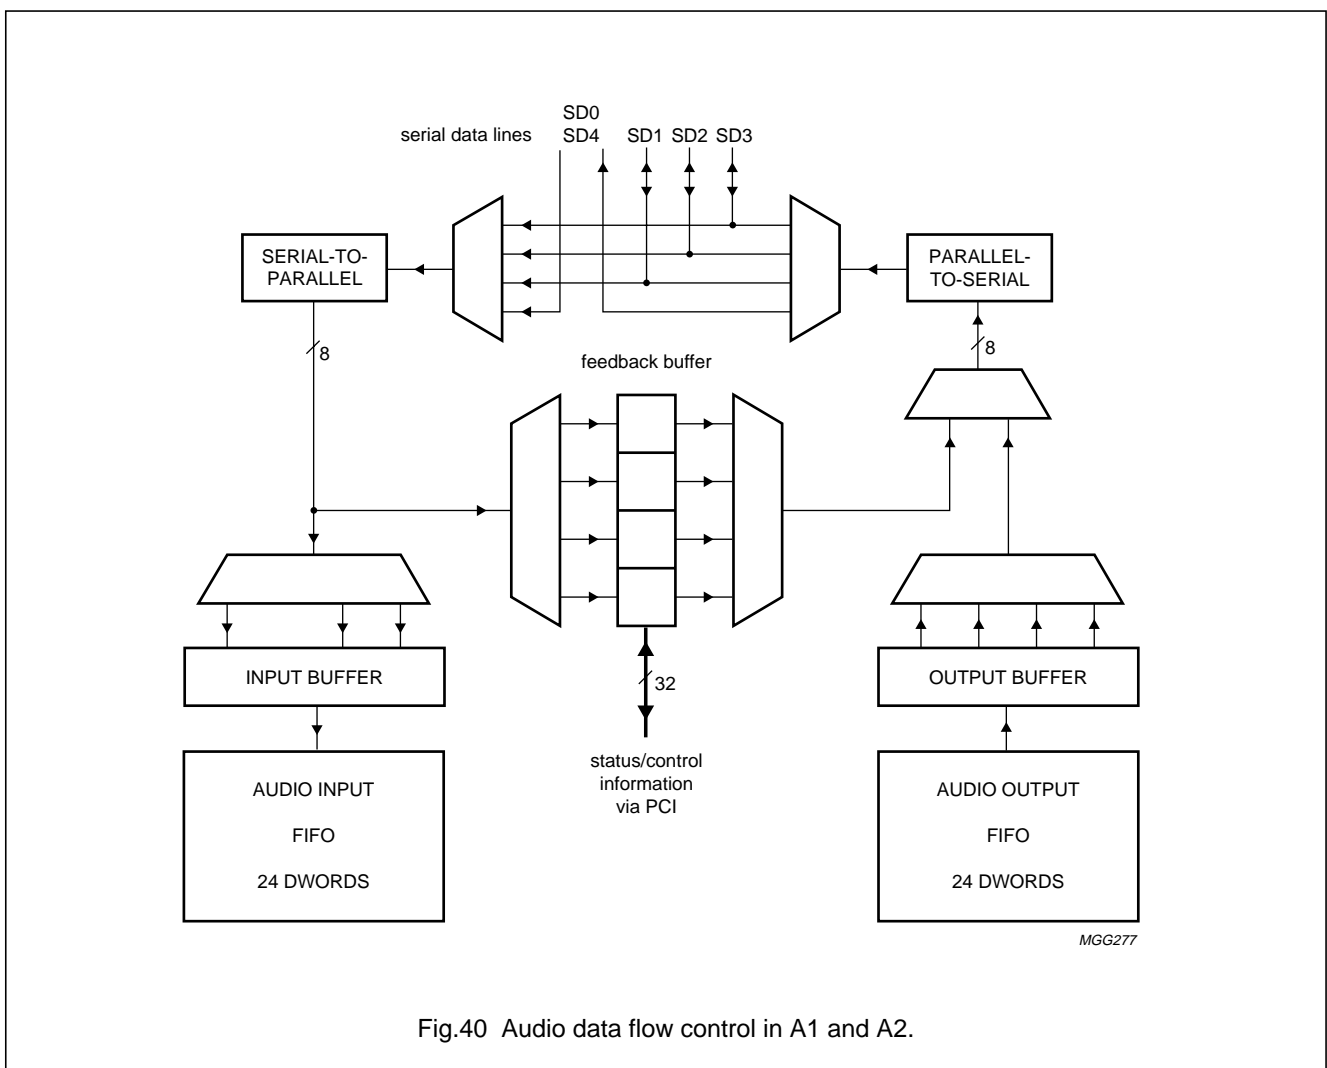 SD0
serial data lines SD4 SD1 SD2 SD3
SERIAL-TO-
PARALLEL
PARALLEL-
TO-SERIAL
8
8
feedback buffer
INPUT BUFFER
32
OUTPUT BUFFER
status/control
information
via PCI
AUDIO INPUT
FIFO
24 DWORDS
AUDIO OUTPUT
FIFO
24 DWORDS
MGG277
Fig.40 Audio data flow control in A1 and A2.